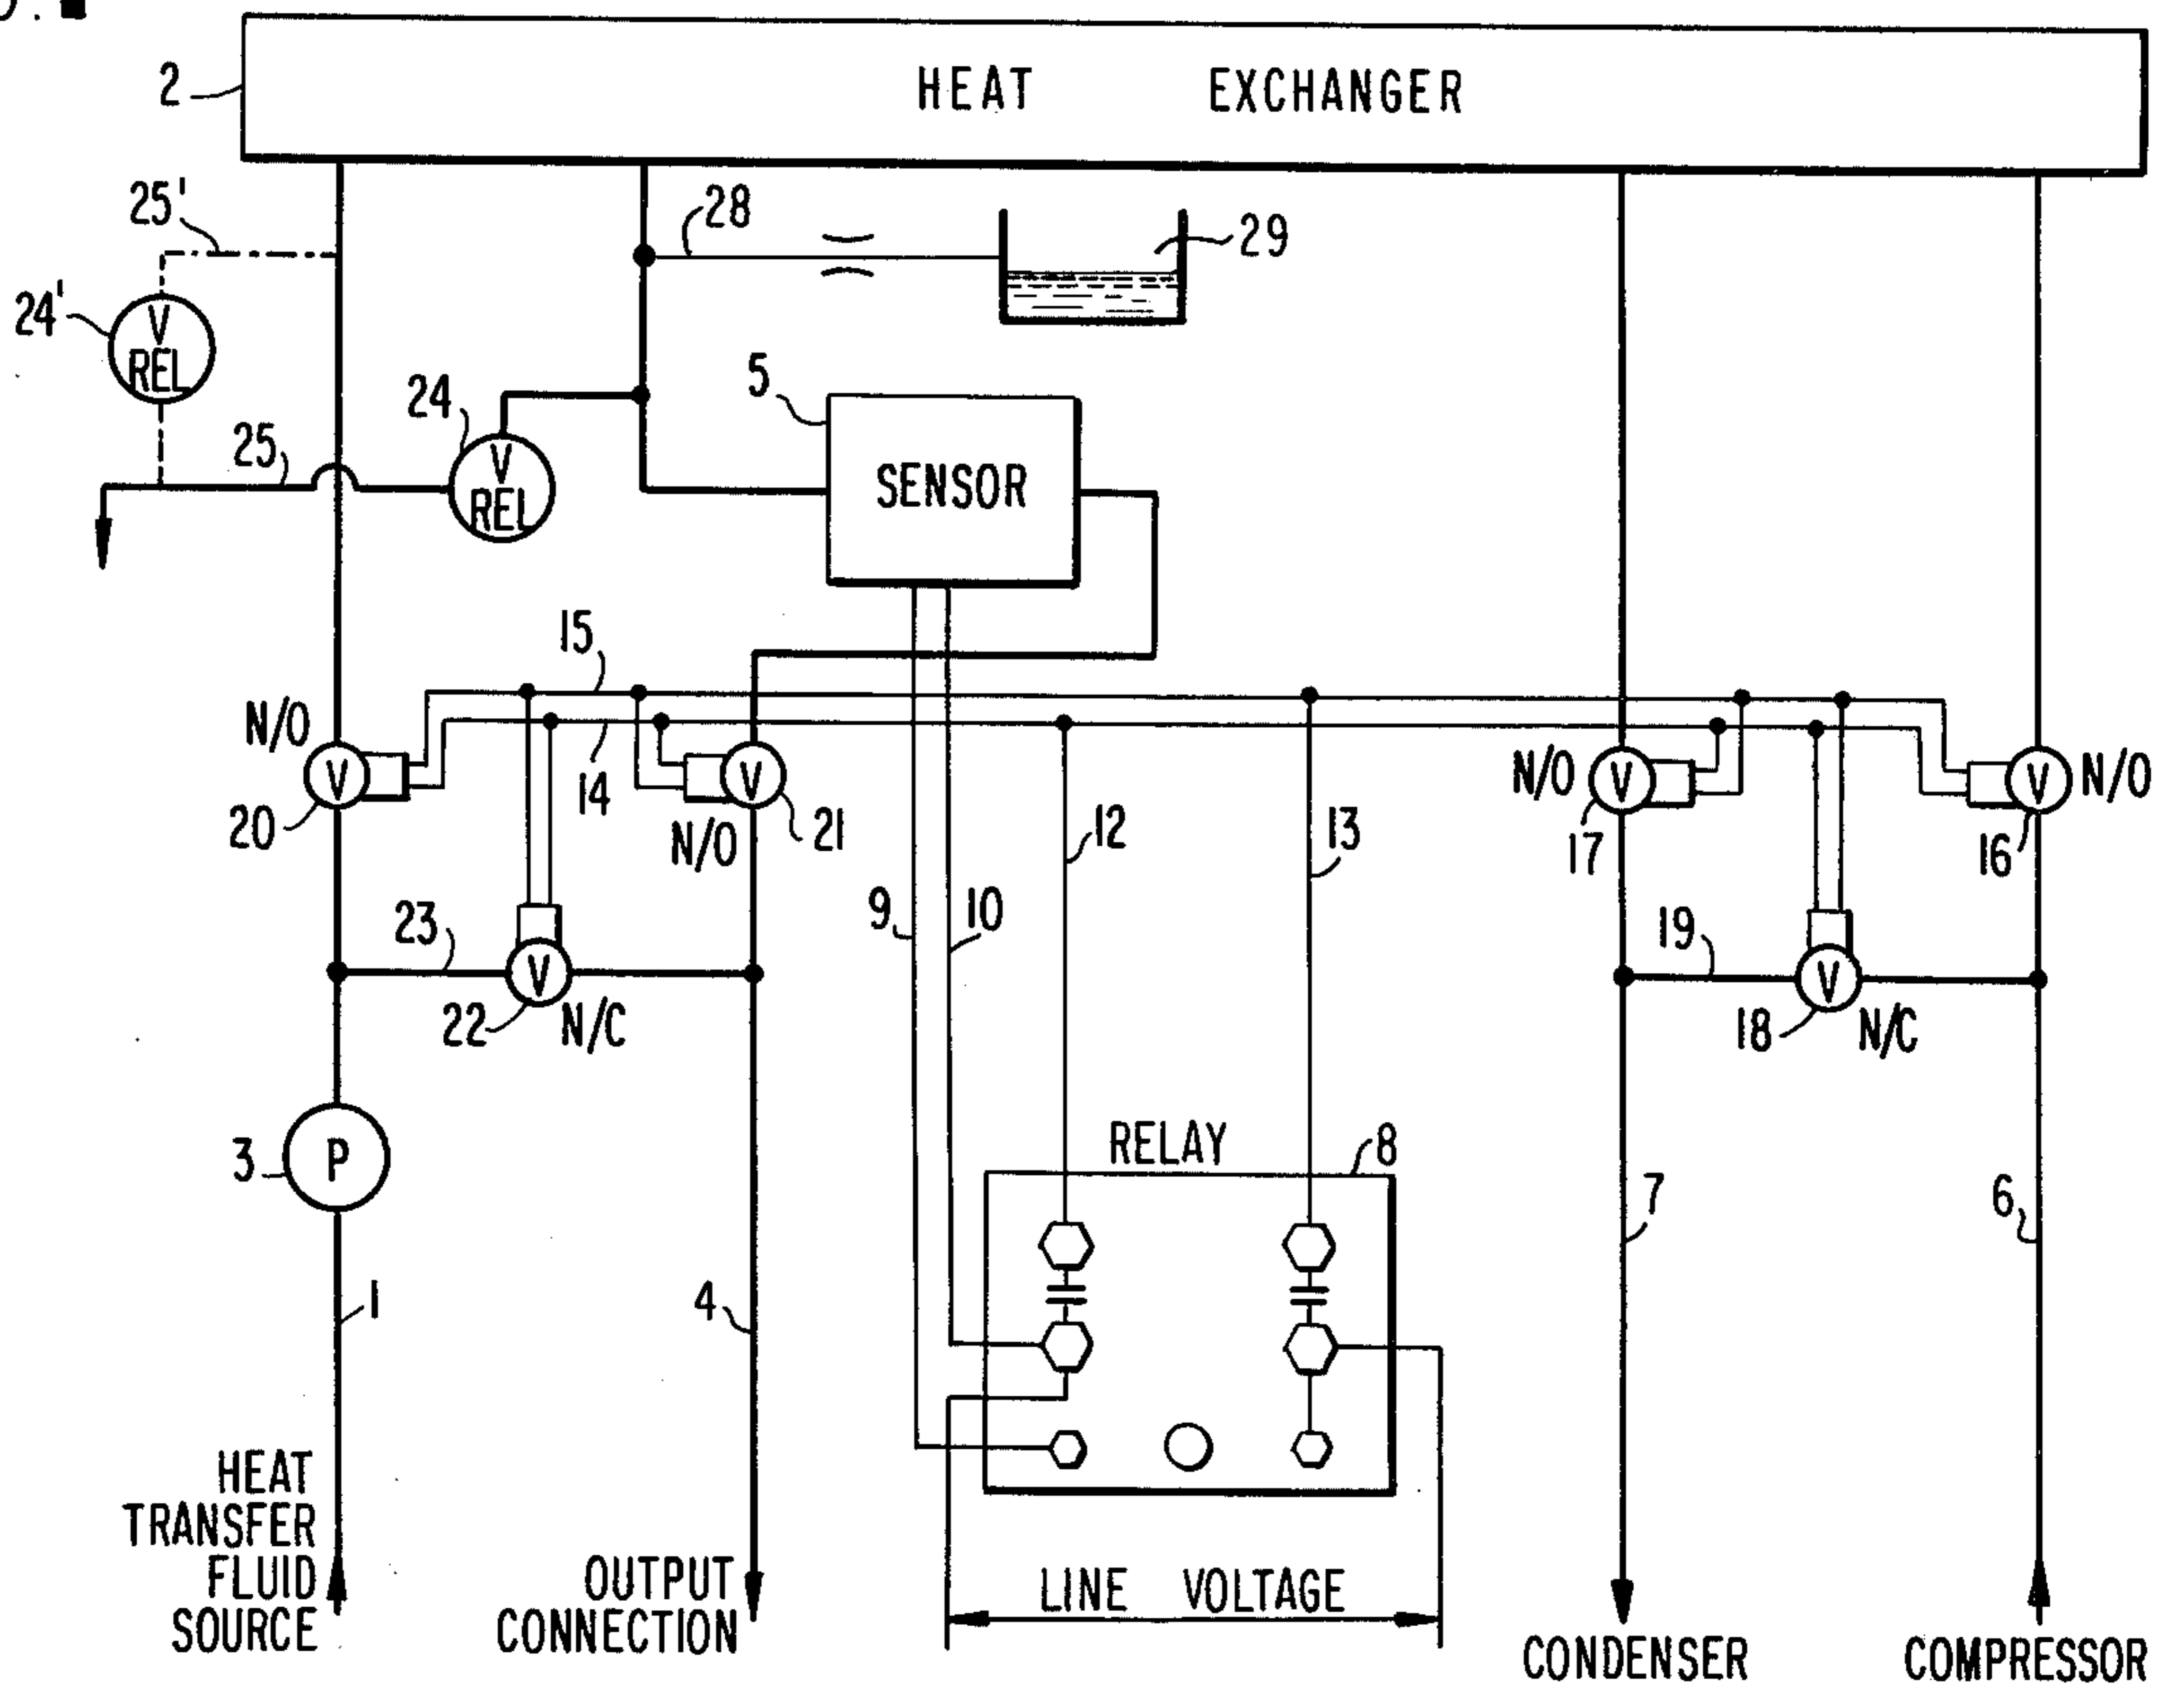 2
HEAT EXCHANGER
25'
28
29
24'
V
REL
24
5
25
V
REL
SENSOR
15
N/O
V
20
14
V
21
N/O
N/O
V
17
V
N/O
16
12
13
9
10
23
V
22
N/C
19
V
18
N/C
3
P
RELAY
8
7
6
1
4
HEAT
TRANSFER
FLUID
SOURCE
OUTPUT
CONNECTION
LINE VOLTAGE
CONDENSER
COMPRESSOR